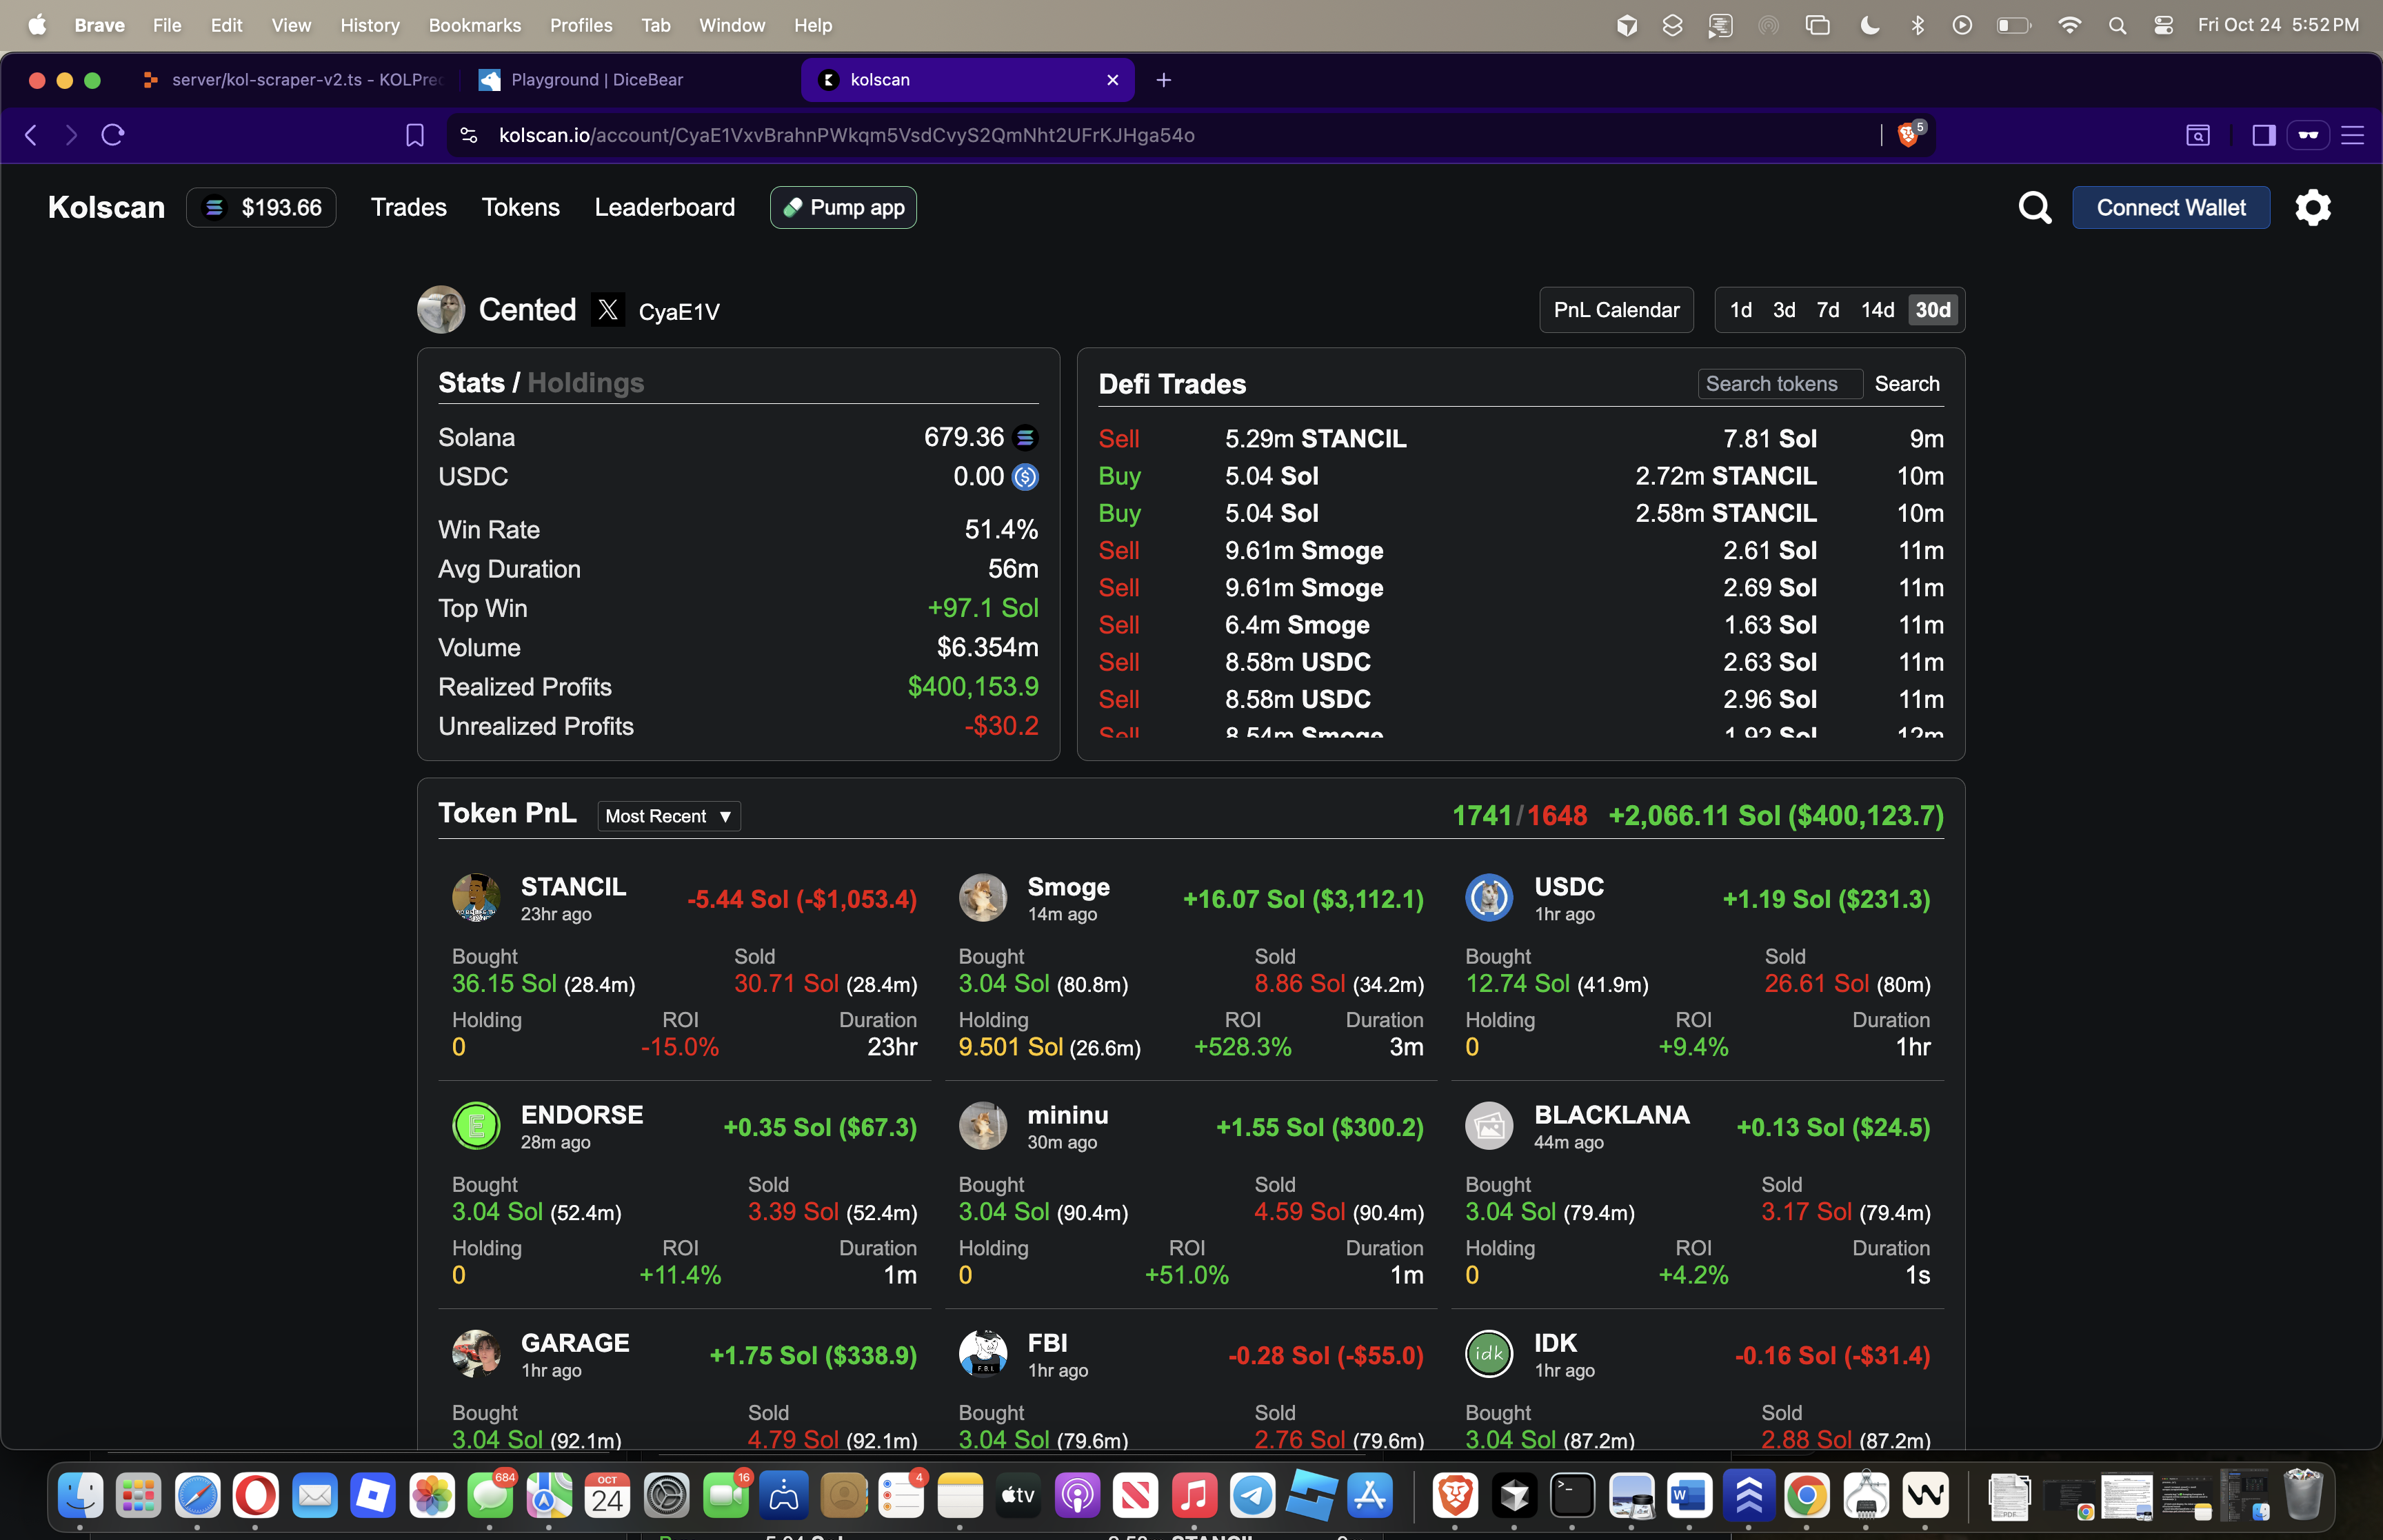 Brave File Edit View History Bookmarks Profiles Tab Window Help Fri Oct 24 5:52 PM
server/kol-scraper-v2.ts - KOLPred Playground | DiceBear kolscan
kolscan.io/account/CyaE1VxvBrahnPWkqm5VsdCvyS2QmNht2UFrKJHga54o 5
Kolscan $193.66 Trades Tokens Leaderboard Pump app Connect Wallet
Cented CyaE1V PnL Calendar 1d 3d 7d 14d 30d
Stats / Holdings
Solana 679.36
USDC 0.00
Win Rate 51.4%
Avg Duration 56m
Top Win +97.1 Sol
Volume $6.354m
Realized Profits $400,153.9
Unrealized Profits -$30.2
Defi Trades Search tokens Search
Sell 5.29m STANCIL 7.81 Sol 9m
Buy 5.04 Sol 2.72m STANCIL 10m
Buy 5.04 Sol 2.58m STANCIL 10m
Sell 9.61m Smoge 2.61 Sol 11m
Sell 9.61m Smoge 2.69 Sol 11m
Sell 6.4m Smoge 1.63 Sol 11m
Sell 8.58m USDC 2.63 Sol 11m
Sell 8.58m USDC 2.96 Sol 11m
Sell 8.54m Smoge 1.92 Sol 12m
Token PnL Most Recent ▼ 1741/1648 +2,066.11 Sol ($400,123.7)
STANCIL
23hr ago
-5.44 Sol (-$1,053.4)
Bought Sold
36.15 Sol (28.4m) 30.71 Sol (28.4m)
Holding ROI Duration
0 -15.0% 23hr
Smoge
14m ago
+16.07 Sol ($3,112.1)
Bought Sold
3.04 Sol (80.8m) 8.86 Sol (34.2m)
Holding ROI Duration
9.501 Sol (26.6m) +528.3% 3m
USDC
1hr ago
+1.19 Sol ($231.3)
Bought Sold
12.74 Sol (41.9m) 26.61 Sol (80m)
Holding ROI Duration
0 +9.4% 1hr
ENDORSE
28m ago
+0.35 Sol ($67.3)
Bought Sold
3.04 Sol (52.4m) 3.39 Sol (52.4m)
Holding ROI Duration
0 +11.4% 1m
mininu
30m ago
+1.55 Sol ($300.2)
Bought Sold
3.04 Sol (90.4m) 4.59 Sol (90.4m)
Holding ROI Duration
0 +51.0% 1m
BLACKLANA
44m ago
+0.13 Sol ($24.5)
Bought Sold
3.04 Sol (79.4m) 3.17 Sol (79.4m)
Holding ROI Duration
0 +4.2% 1s
GARAGE
1hr ago
+1.75 Sol ($338.9)
Bought Sold
3.04 Sol (92.1m) 4.79 Sol (92.1m)
F.B.I.
FBI
1hr ago
-0.28 Sol (-$55.0)
Bought Sold
3.04 Sol (79.6m) 2.76 Sol (79.6m)
idk
IDK
1hr ago
-0.16 Sol (-$31.4)
Bought Sold
3.04 Sol (87.2m) 2.88 Sol (87.2m)
684 OCT 24 16 4 tv